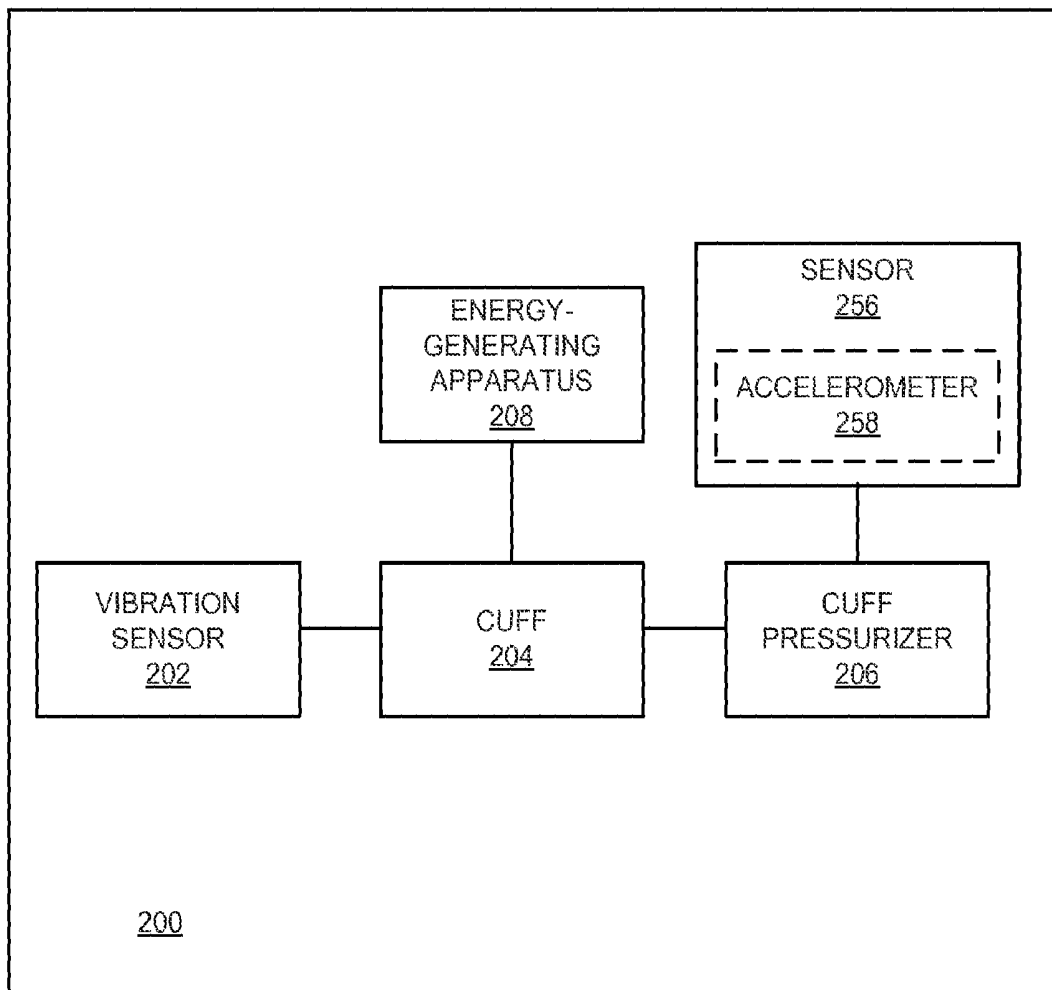 SENSOR
256
ACCELEROMETER
258
ENERGY-
GENERATING
APPARATUS
208
VIBRATION
SENSOR
202
CUFF
204
CUFF
PRESSURIZER
206
200